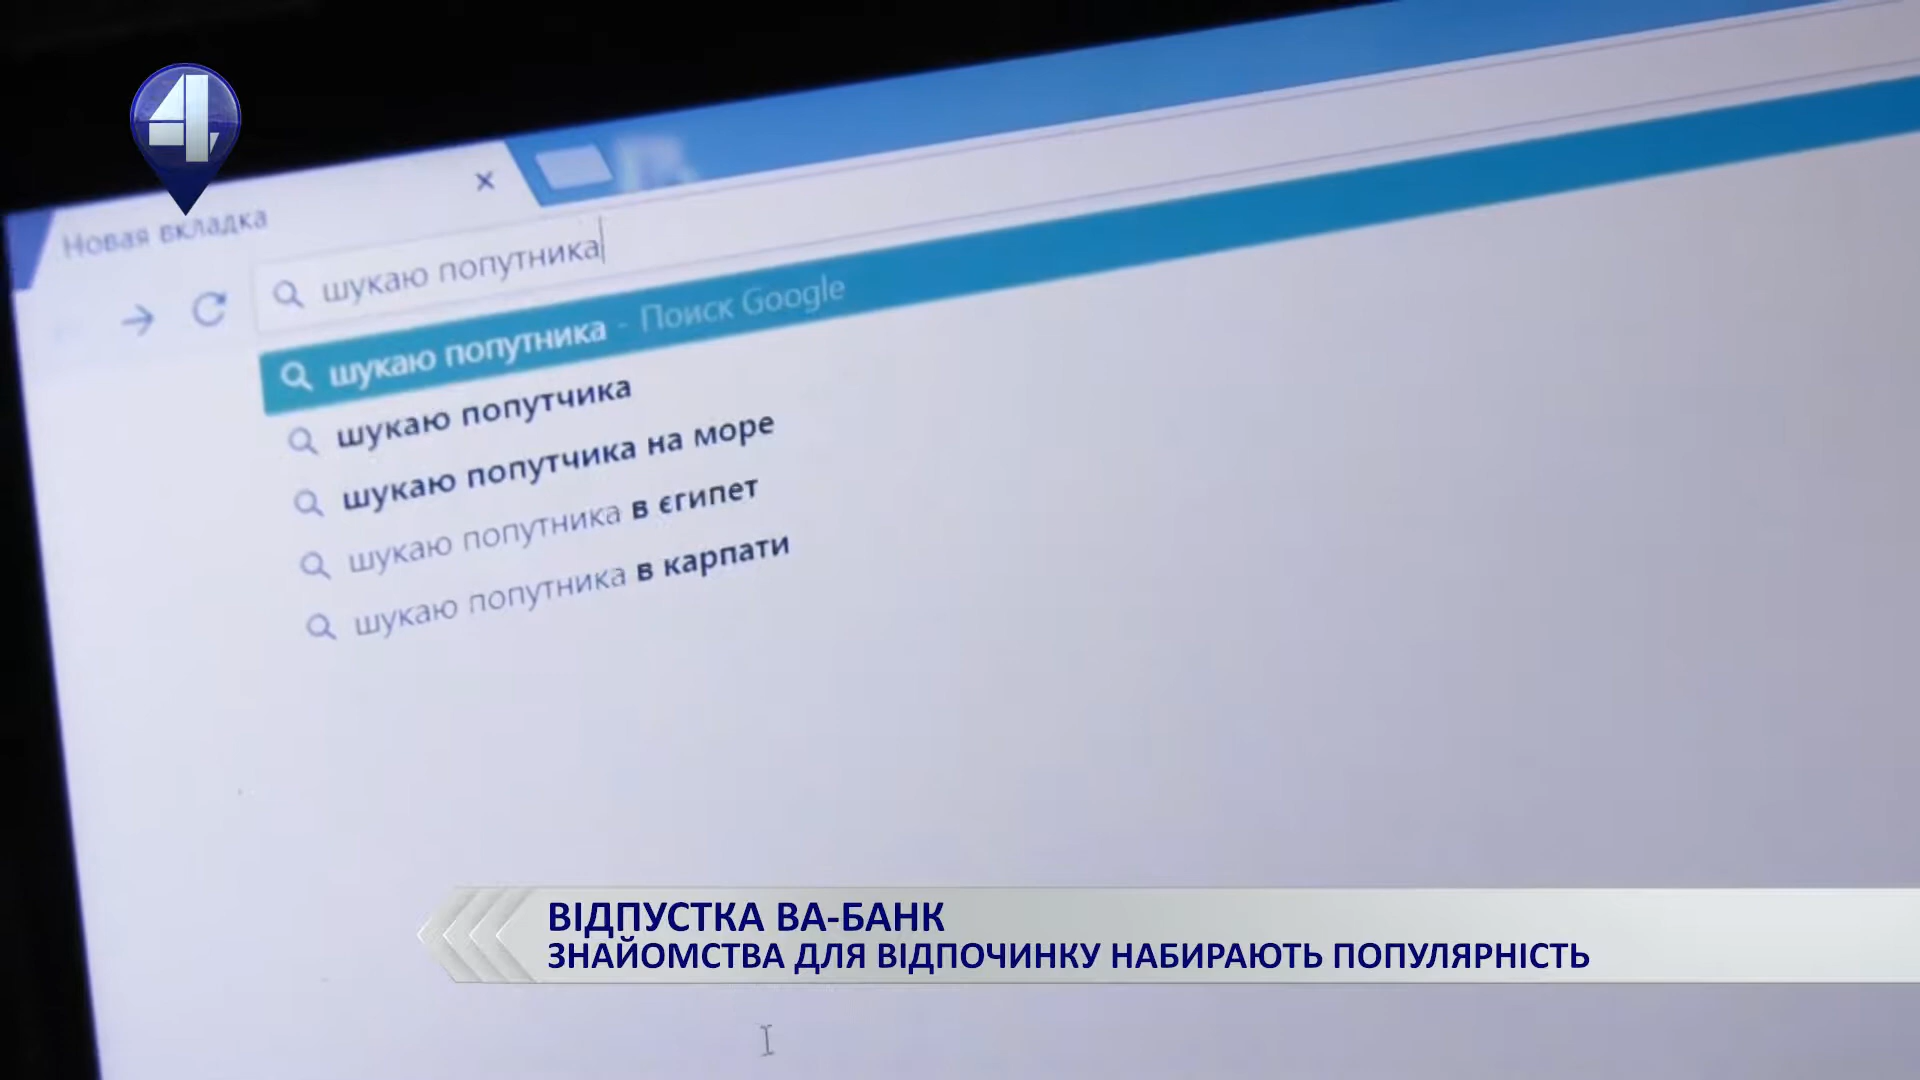 4
Новая вкладка
шукаю попутника
шукаю попутника - Поиск Google
шукаю попутчика
шукаю попутчика на море
шукаю попутника в єгипет
шукаю попутника в карпати
ВІДПУСТКА ВА-БАНК
ЗНАЙОМСТВА ДЛЯ ВІДПОЧИНКУ НАБИРАЮТЬ ПОПУЛЯРНІСТЬ